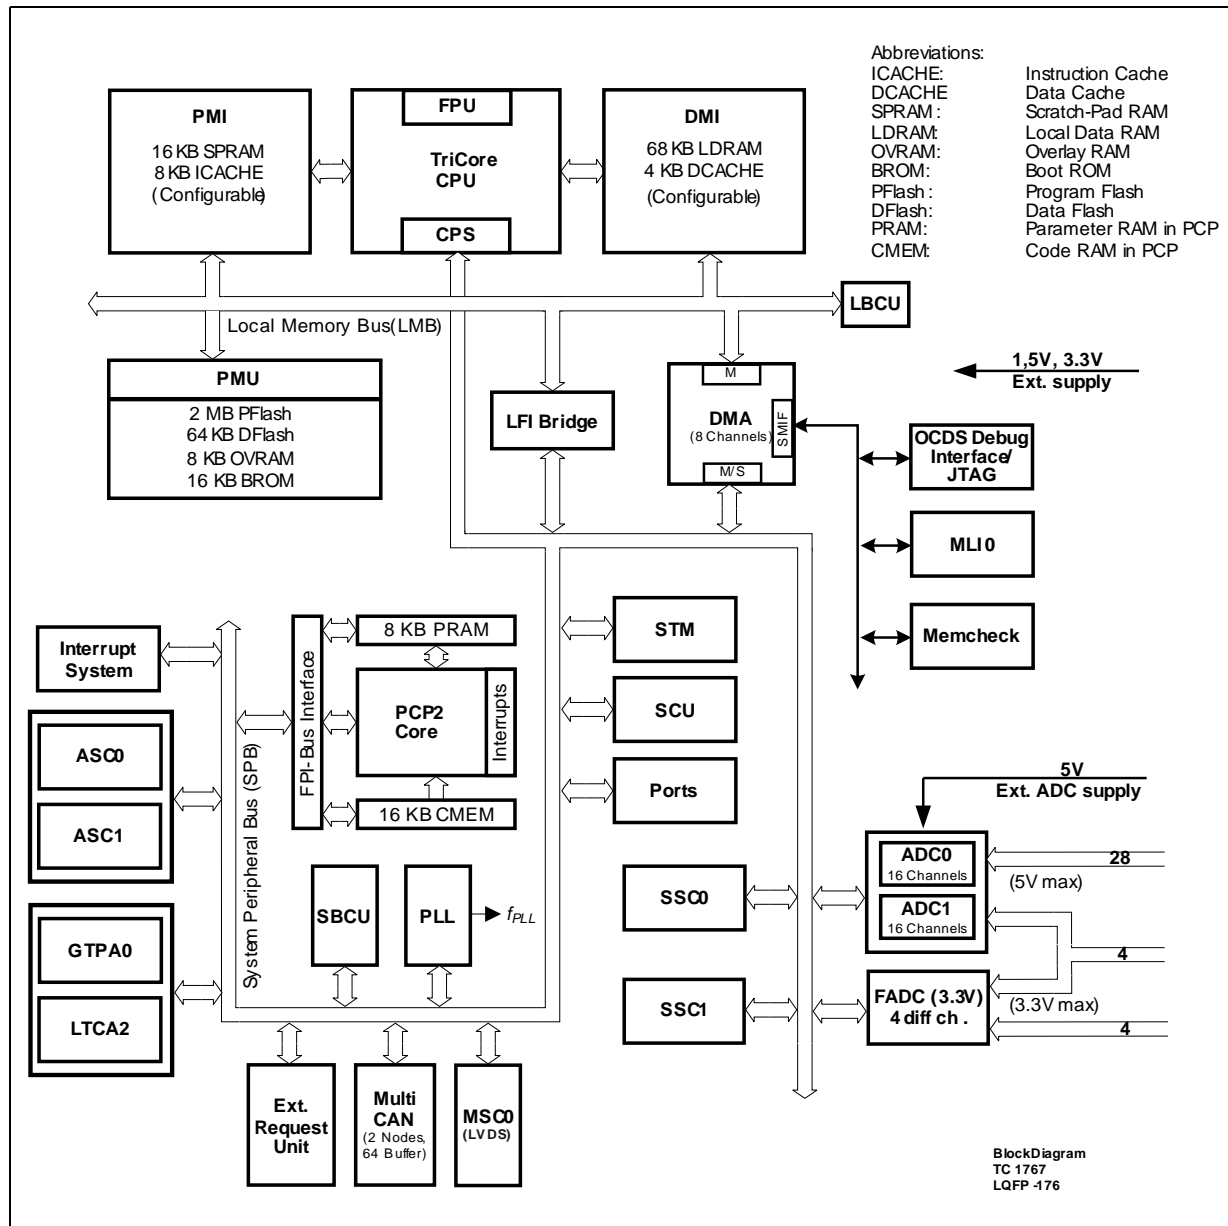 Abbreviations:
ICACHE: Instruction Cache
DCACHE Data Cache
SPRAM: Scratch-Pad RAM
LDRAM: Local Data RAM
OVRAM: Overlay RAM
BROM: Boot ROM
PFlash: Program Flash
DFlash: Data Flash
PRAM: Parameter RAM in PCP
CMEM: Code RAM in PCP
PMI
16 KB SPRAM
8 KB ICACHE
(Configurable)
FPU
TriCore
CPU
CPS
DMI
68 KB LDRAM
4 KB DCACHE
(Configurable)
LBCU
Local Memory Bus(LMB)
PMU
2 MB PFlash
64 KB DFlash
8 KB OVRAM
16 KB BROM
LFI Bridge
M
DMA
(8 Channels)
SMIF
M/S
1,5V, 3.3V
Ext. supply
OCDS Debug
Interface/
JTAG
MLI0
Memcheck
Interrupt
System
ASC0
ASC1
GTPA0
LTCA2
System Peripheral Bus (SPB)
FPI-Bus Interface
8 KB PRAM
PCP2
Core
Interrupts
16 KB CMEM
STM
SCU
Ports
SBCU
PLL
fPLL
SSC0
SSC1
5V
Ext. ADC supply
ADC0
16 Channels
ADC1
16 Channels
28
(5V max)
4
FADC (3.3V)
4 diff ch .
(3.3V max)
4
Ext.
Request
Unit
Multi
CAN
(2 Nodes,
64 Buffer)
MSC0
(LVDS)
BlockDiagram
TC 1767
LQFP -176